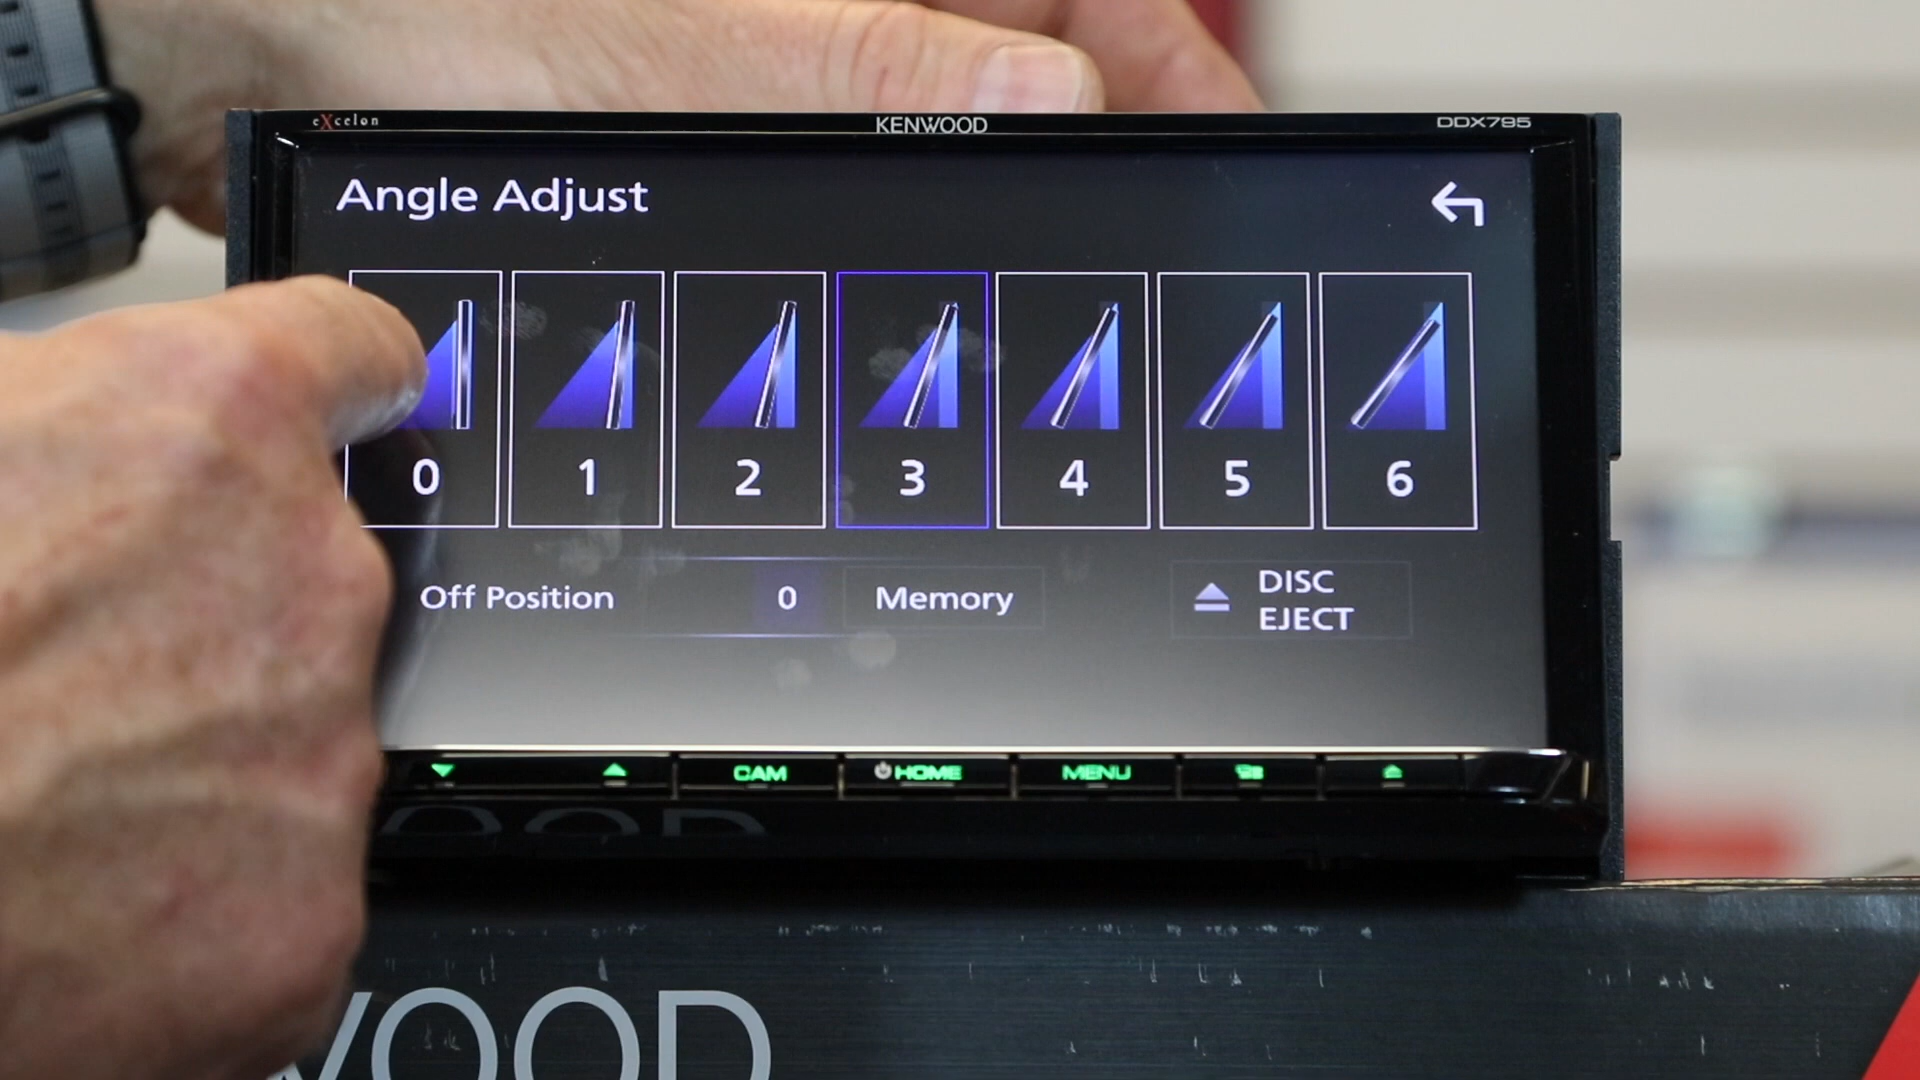 eXcelon
KENWOOD
DDX795
Angle Adjust
0 1 2 3 4 5 6
Off Position 0 Memory
DISC
EJECT
CAM HOME MENU
WOOD